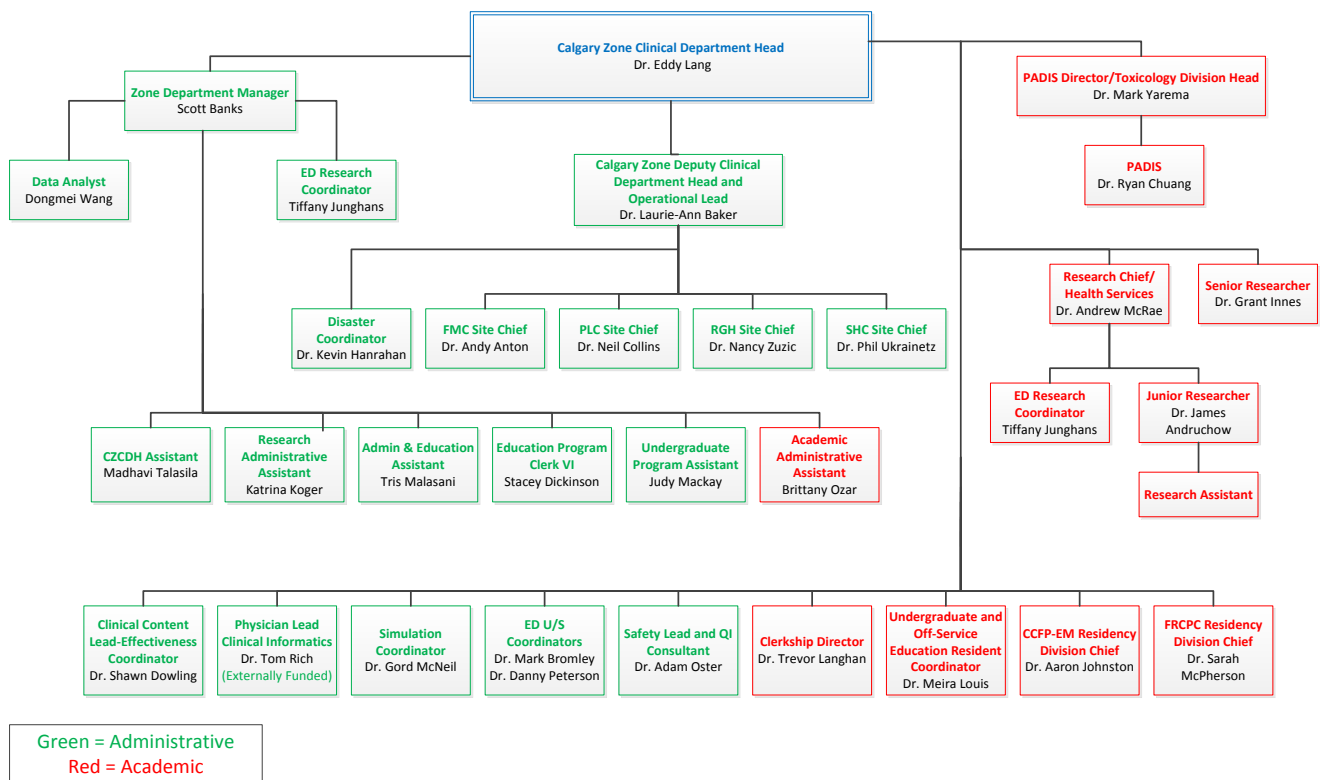 Calgary Zone Clinical Department Head
Dr. Eddy Lang
Zone Department Manager
Scott Banks
PADIS Director/Toxicology Division Head
Dr. Mark Yarema
Data Analyst
Dongmei Wang
ED Research
Coordinator
Tiffany Junghans
Calgary Zone Deputy Clinical
Department Head and
Operational Lead
Dr. Laurie-Ann Baker
PADIS
Dr. Ryan Chuang
Research Chief/
Health Services
Dr. Andrew McRae
Senior Researcher
Dr. Grant Innes
Disaster
Coordinator
Dr. Kevin Hanrahan
FMC Site Chief
Dr. Andy Anton
PLC Site Chief
Dr. Neil Collins
RGH Site Chief
Dr. Nancy Zuzic
SHC Site Chief
Dr. Phil Ukrainetz
ED Research
Coordinator
Tiffany Junghans
Junior Researcher
Dr. James
Andruchow
CZCDH Assistant
Madhavi Talasila
Research
Administrative
Assistant
Katrina Koger
Admin & Education
Assistant
Tris Malasani
Education Program
Clerk VI
Stacey Dickinson
Undergraduate
Program Assistant
Judy Mackay
Academic
Administrative
Assistant
Brittany Ozar
Research Assistant
Clinical Content
Lead-Effectiveness
Coordinator
Dr. Shawn Dowling
Physician Lead
Clinical Informatics
Dr. Tom Rich
(Externally Funded)
Simulation
Coordinator
Dr. Gord McNeil
ED U/S
Coordinators
Dr. Mark Bromley
Dr. Danny Peterson
Safety Lead and QI
Consultant
Dr. Adam Oster
Clerkship Director
Dr. Trevor Langhan
Undergraduate and
Off-Service
Education Resident
Coordinator
Dr. Meira Louis
CCFP-EM Residency
Division Chief
Dr. Aaron Johnston
FRCPC Residency
Division Chief
Dr. Sarah
McPherson
Green = Administrative
Red = Academic